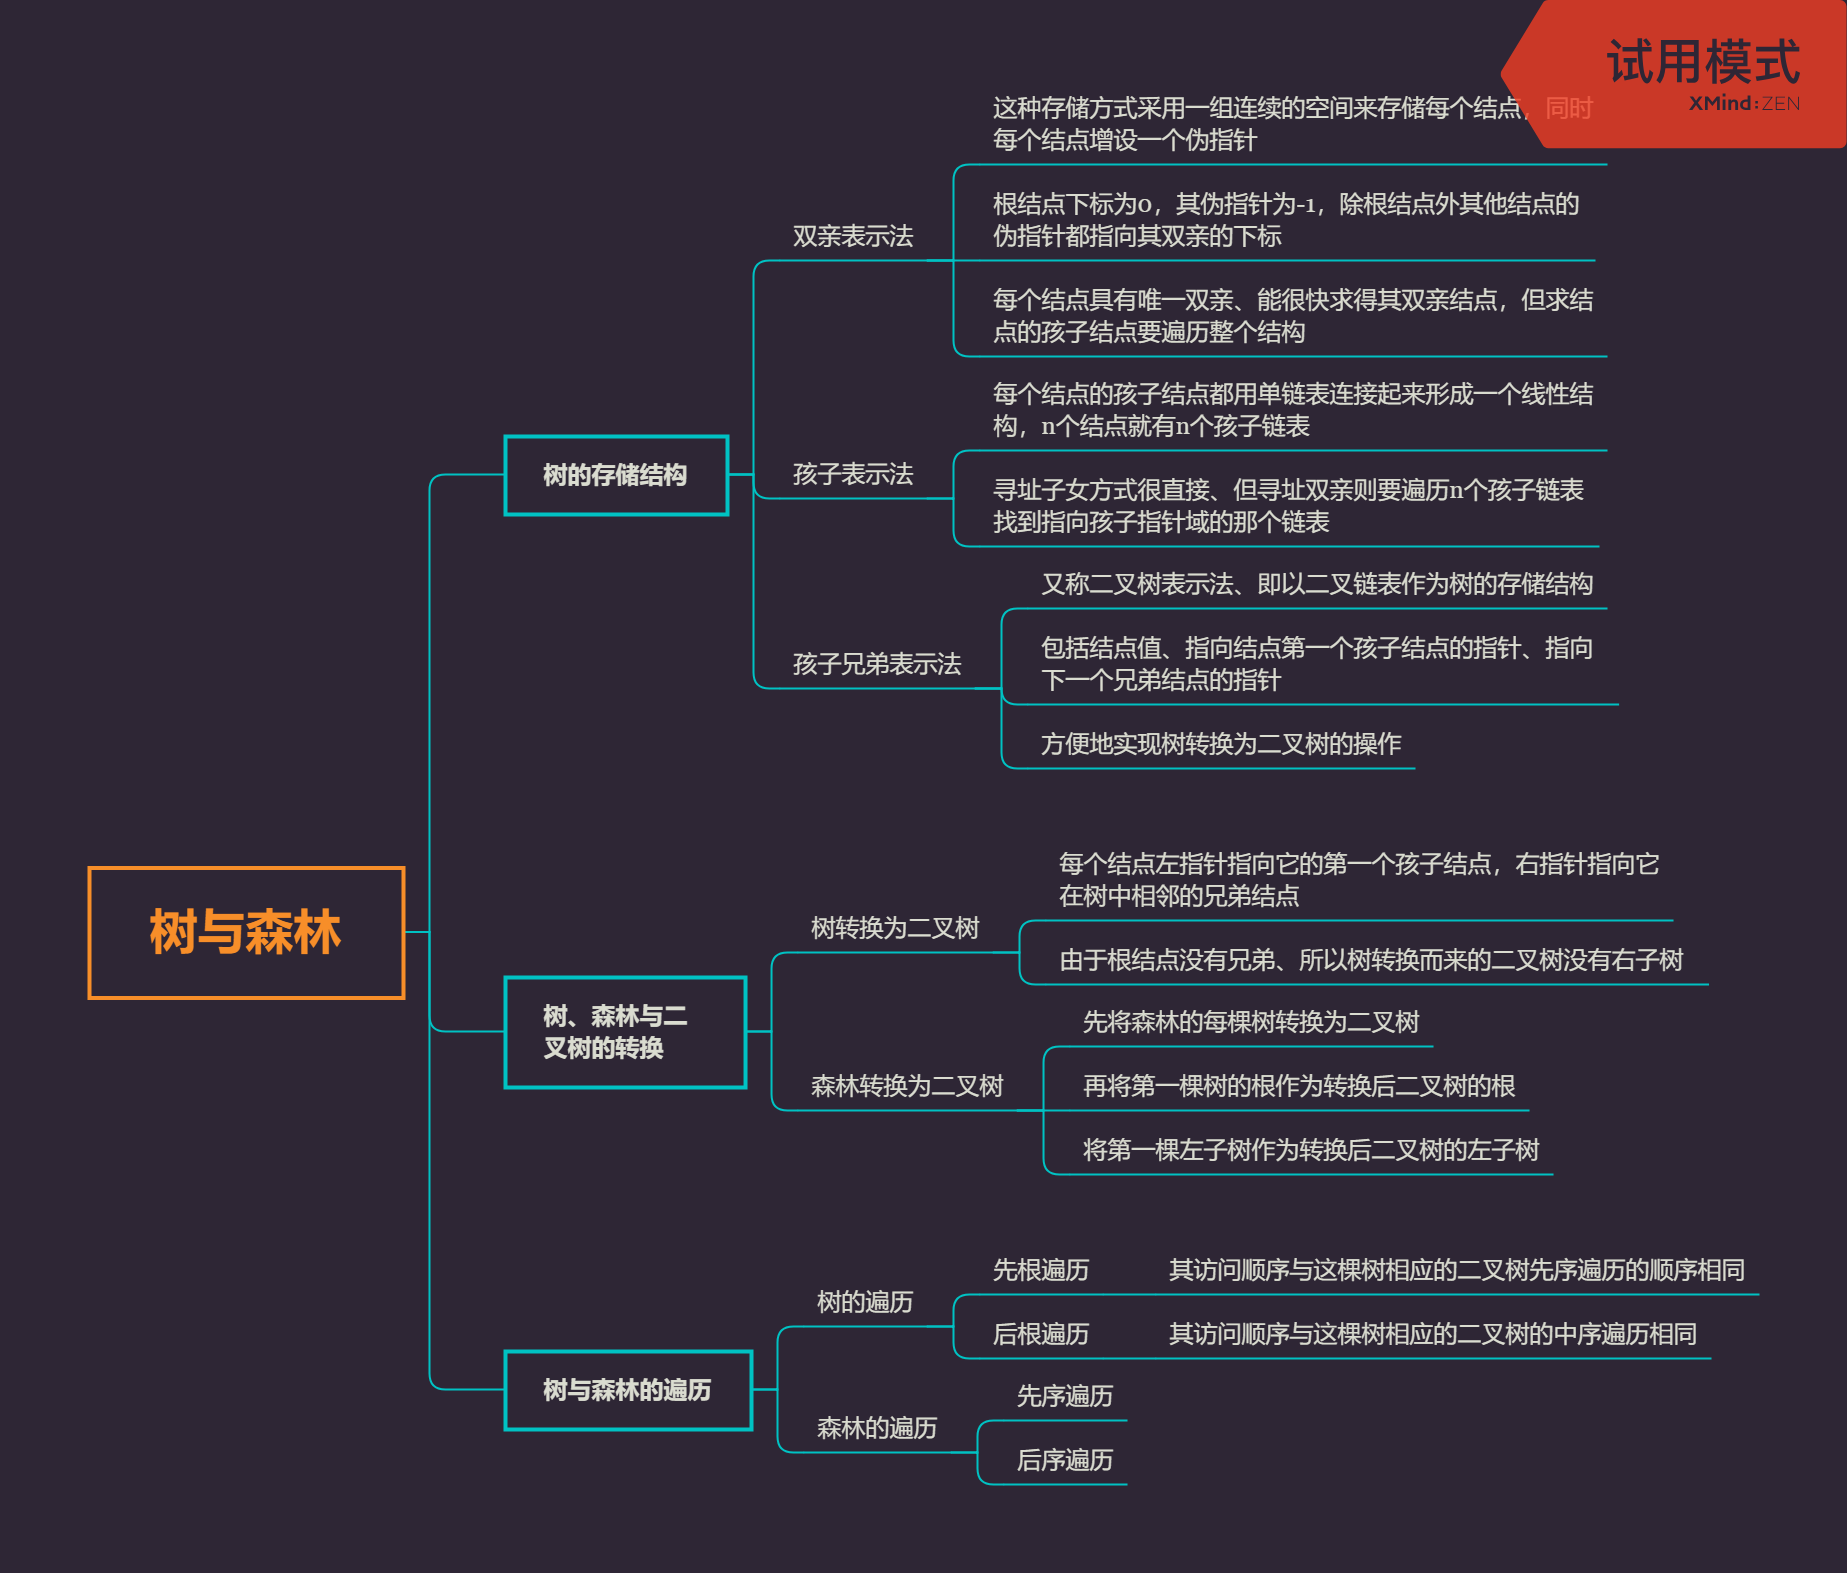 试用模式
XMind:ZEN
这种存储方式采用一组连续的空间来存储每个结点，同时
每个结点增设一个伪指针
根结点下标为0，其伪指针为-1，除根结点外其他结点的
伪指针都指向其双亲的下标
双亲表示法
每个结点具有唯一双亲、能很快求得其双亲结点，但求结
点的孩子结点要遍历整个结构
每个结点的孩子结点都用单链表连接起来形成一个线性结
构，n个结点就有n个孩子链表
树的存储结构
孩子表示法
寻址子女方式很直接、但寻址双亲则要遍历n个孩子链表
找到指向孩子指针域的那个链表
又称二叉树表示法、即以二叉链表作为树的存储结构
孩子兄弟表示法
包括结点值、指向结点第一个孩子结点的指针、指向
下一个兄弟结点的指针
方便地实现树转换为二叉树的操作
树与森林
每个结点左指针指向它的第一个孩子结点，右指针指向它
在树中相邻的兄弟结点
树转换为二叉树
由于根结点没有兄弟、所以树转换而来的二叉树没有右子树
树、森林与二
叉树的转换
先将森林的每棵树转换为二叉树
森林转换为二叉树
再将第一棵树的根作为转换后二叉树的根
将第一棵左子树作为转换后二叉树的左子树
先根遍历
其访问顺序与这棵树相应的二叉树先序遍历的顺序相同
树的遍历
后根遍历
其访问顺序与这棵树相应的二叉树的中序遍历相同
树与森林的遍历
先序遍历
森林的遍历
后序遍历